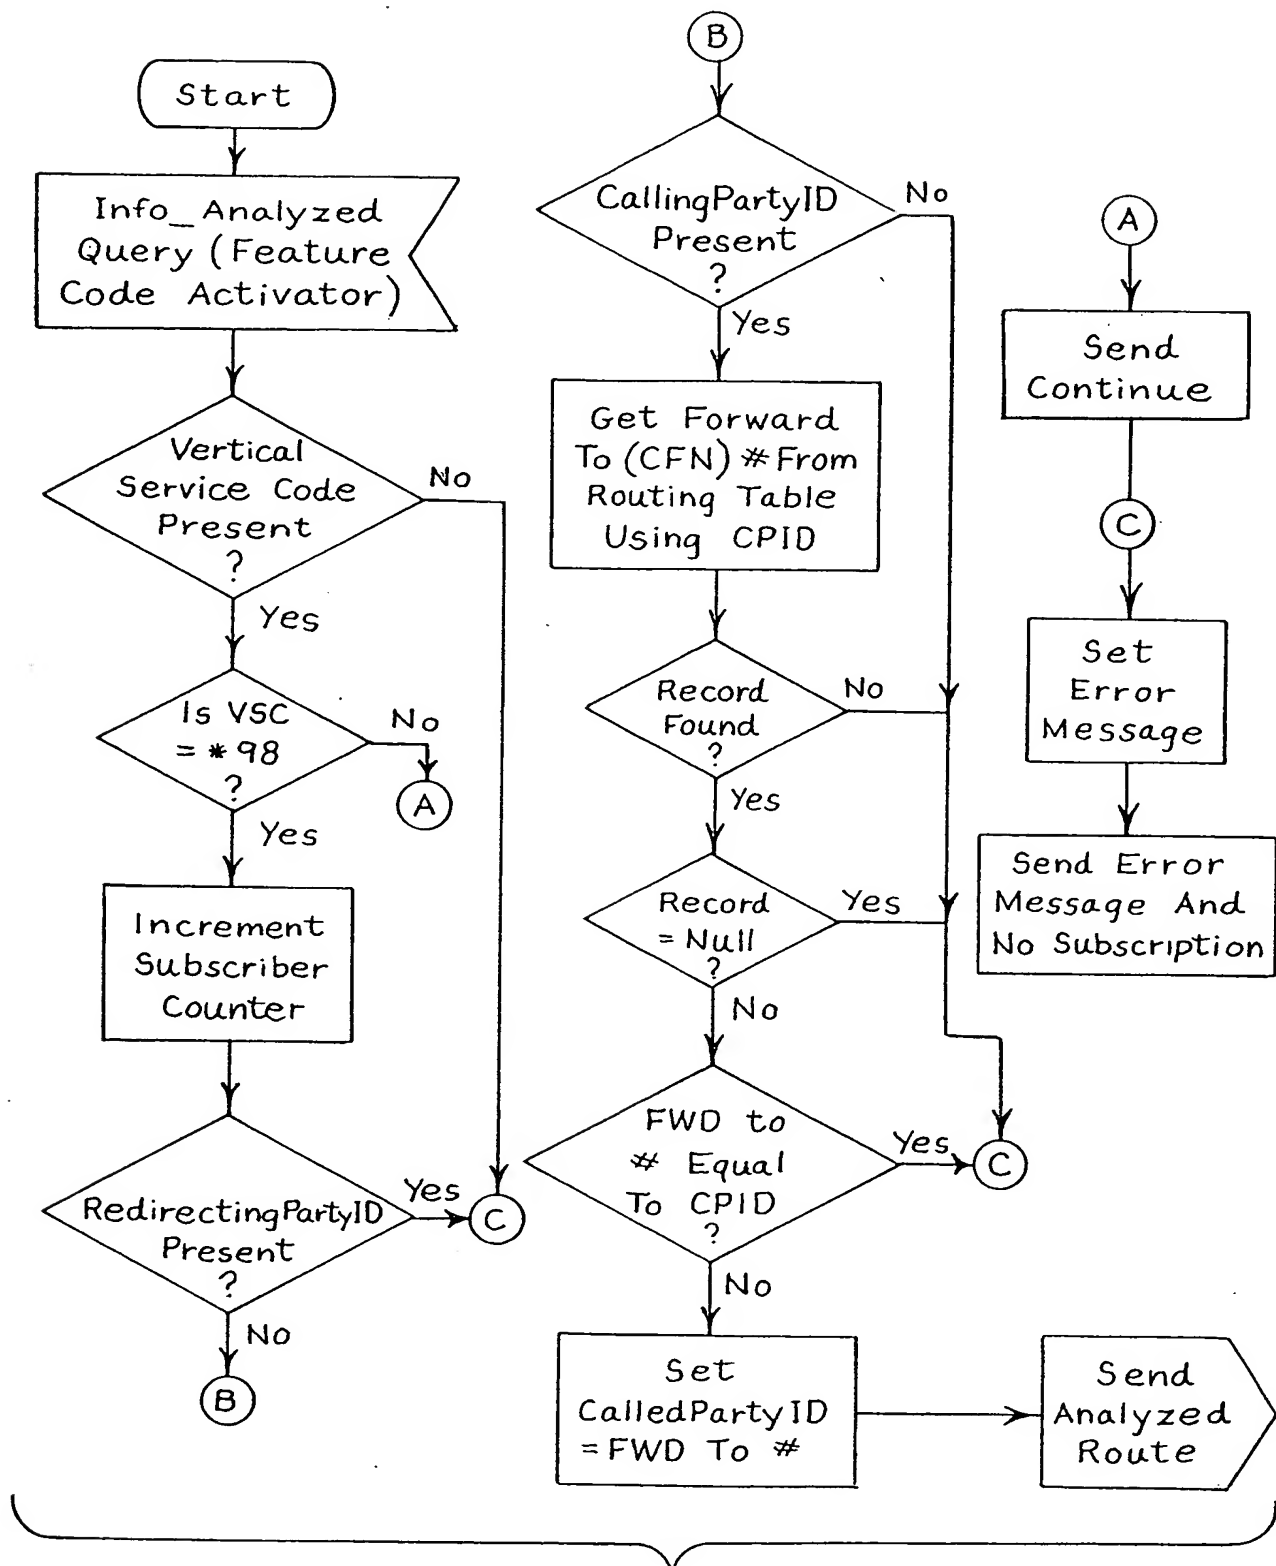 Start
Info_Analyzed
Query (Feature
Code Activator)
Vertical
Service Code
Present
?
No
Yes
Is VSC
= *98
?
No
A
Yes
Increment
Subscriber
Counter
RedirectingPartyID
Present
?
Yes
C
No
B
B
CallingPartyID
Present
?
No
Yes
Get Forward
To (CFN) # From
Routing Table
Using CPID
Record
Found
?
No
Yes
Record
= Null
?
Yes
No
FWD to
# Equal
To CPID
?
Yes
C
No
Set
CalledPartyID
= FWD To #
Send
Analyzed
Route
A
Send
Continue
C
Set
Error
Message
Send Error
Message And
No Subscription